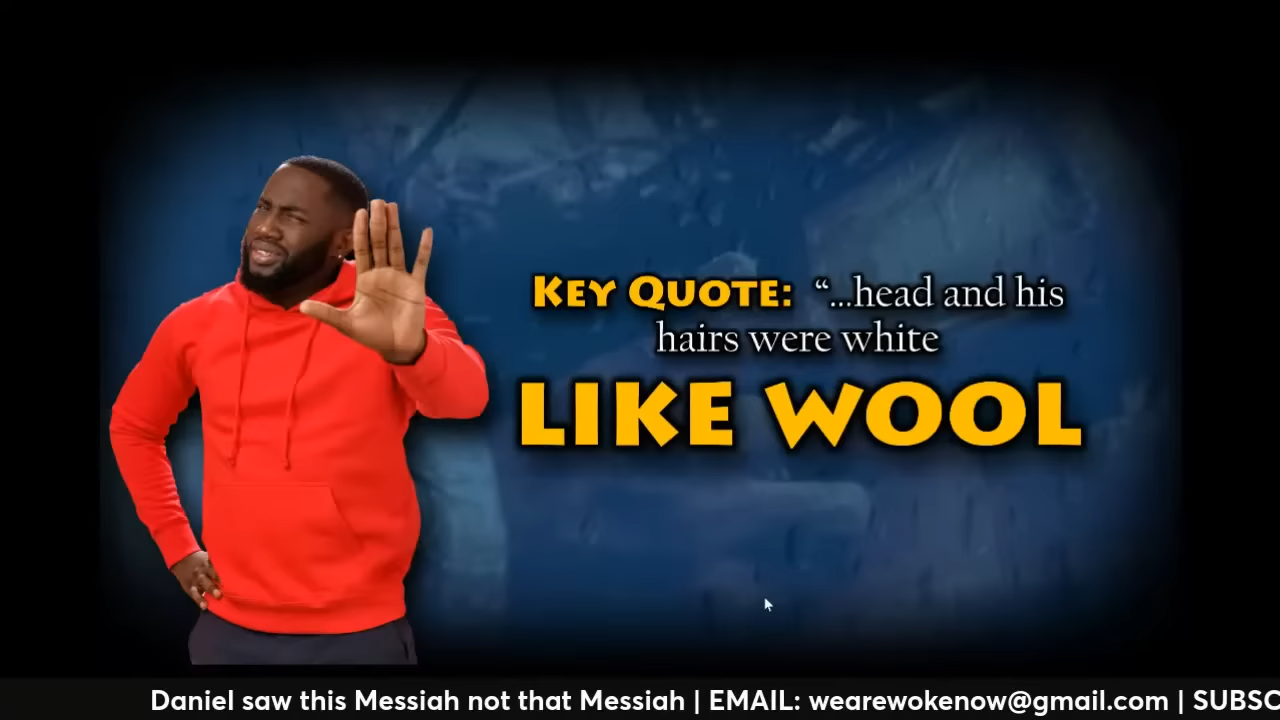 KEY QUOTE: “...head and his
hairs were white
LIKE WOOL
Daniel saw this Messiah not that Messiah | EMAIL: wearewokenow@gmail.com | SUBSC